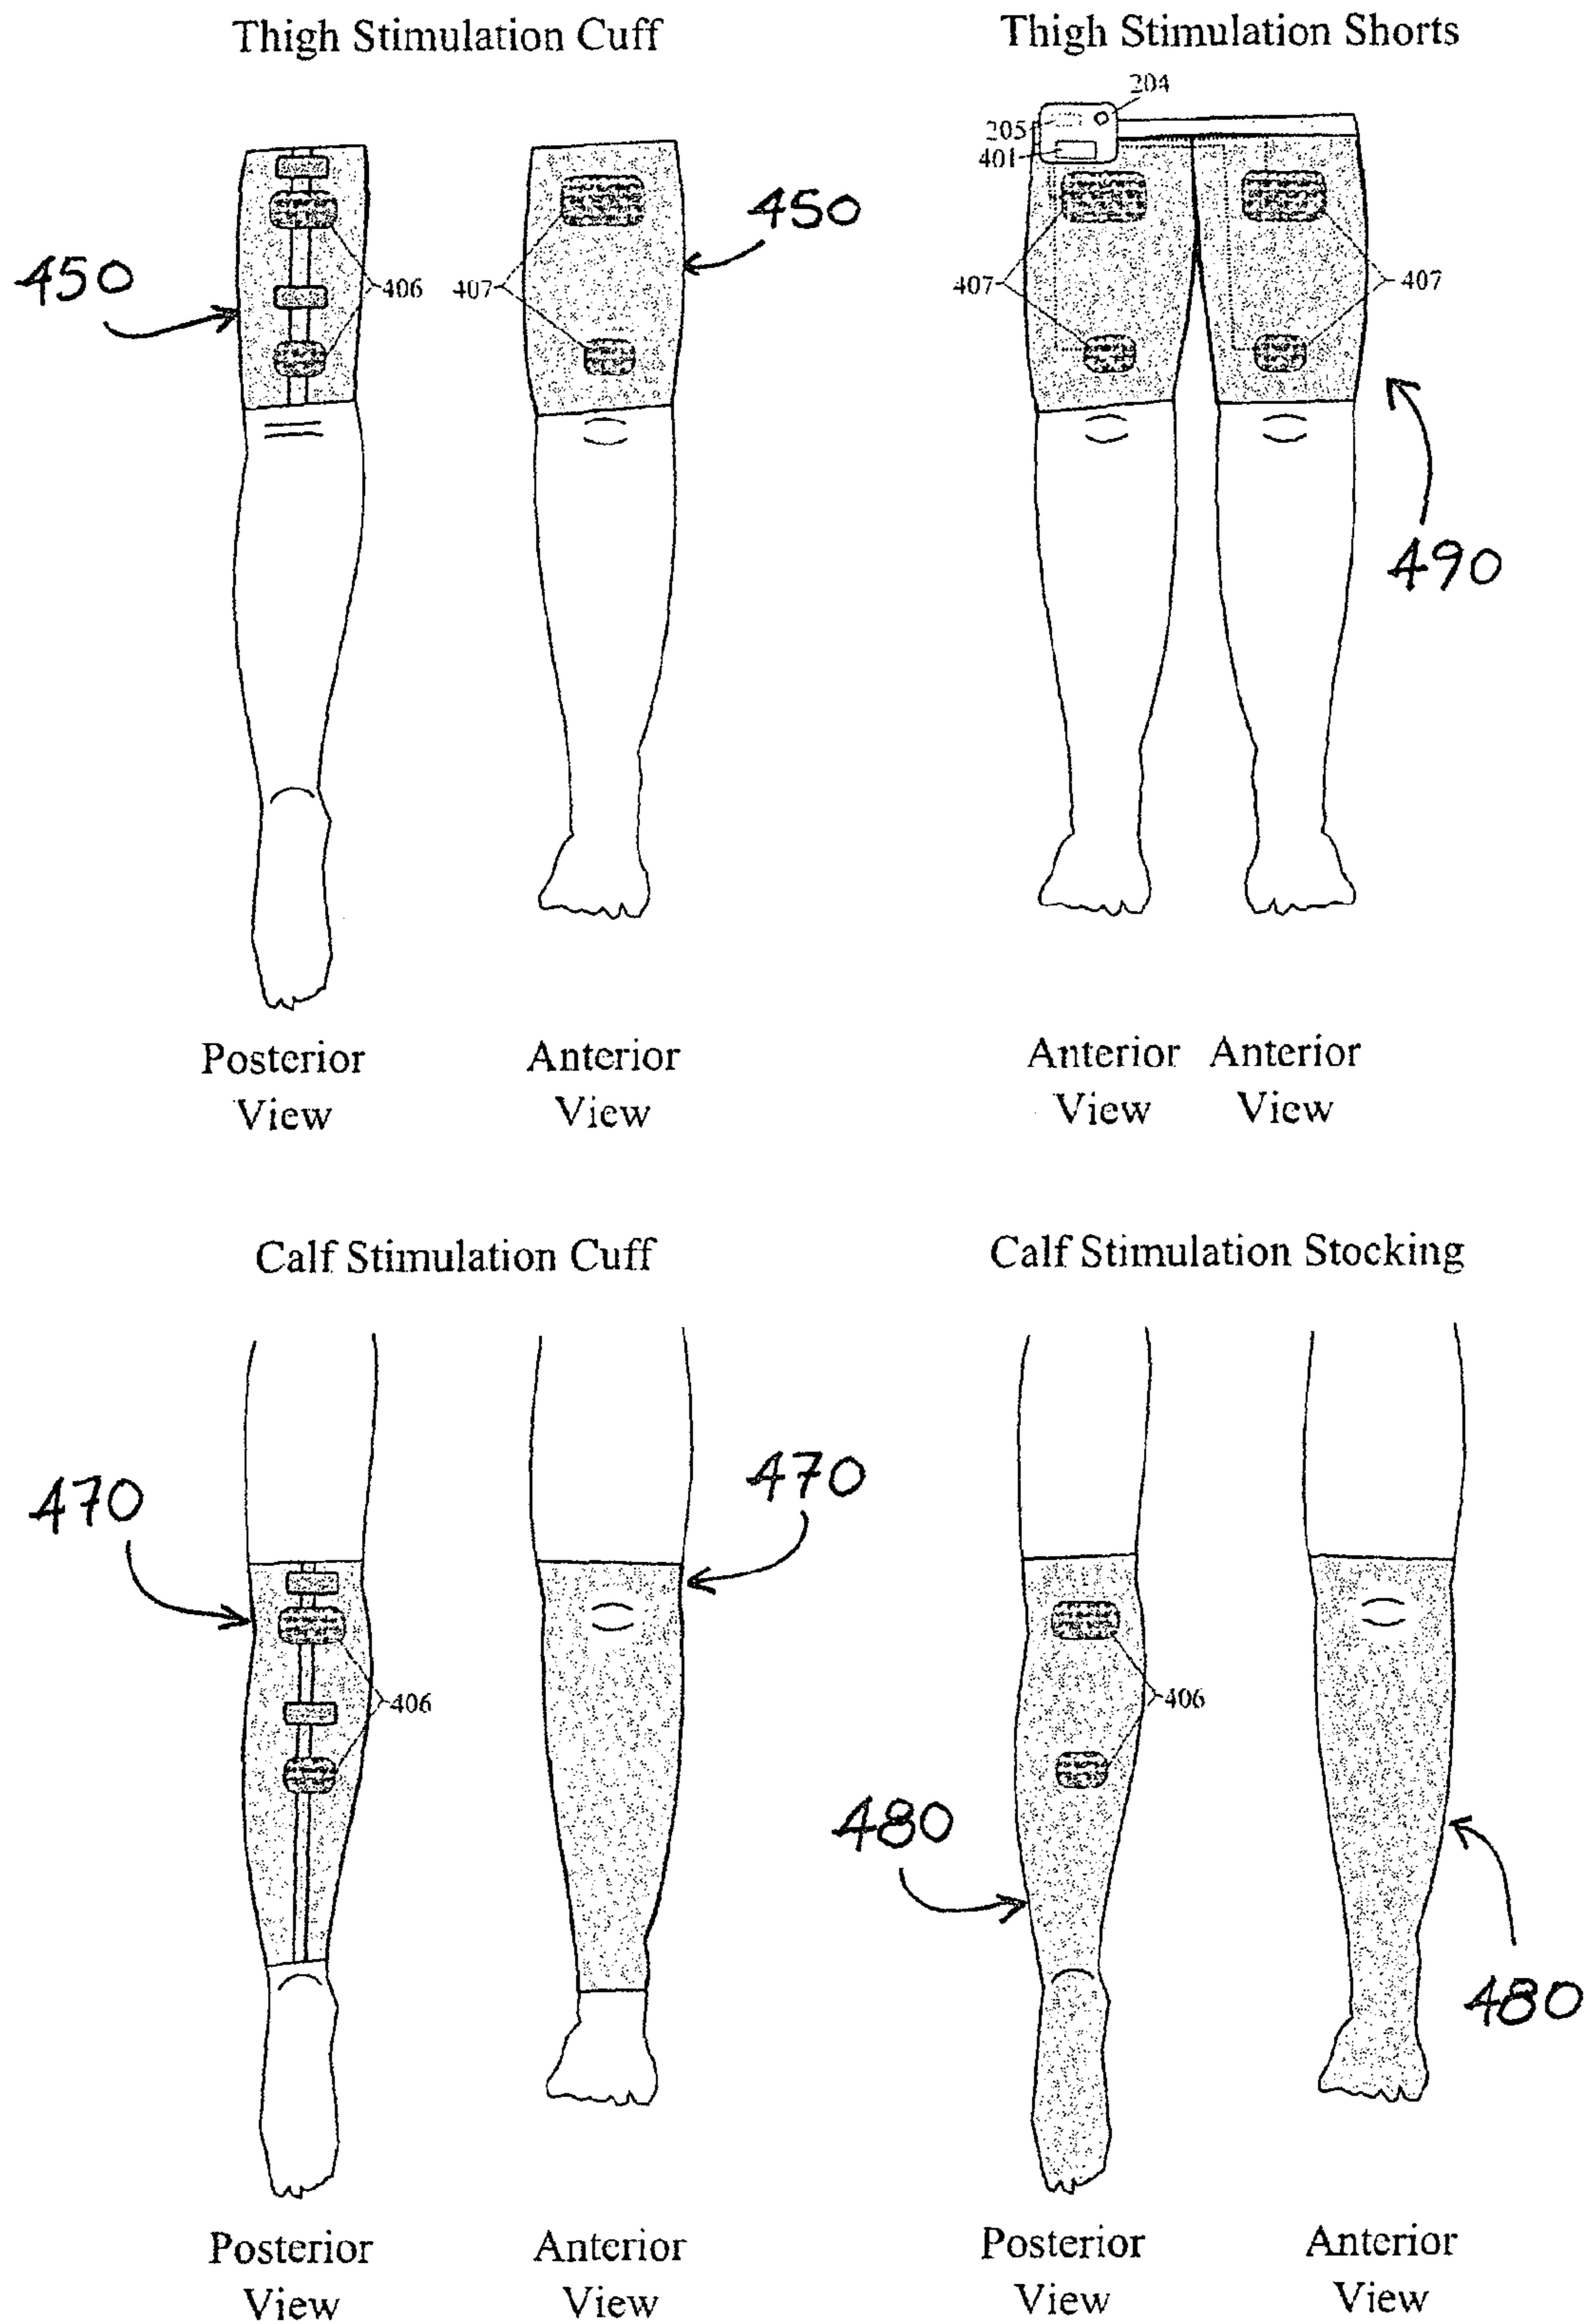 Thigh Stimulation Cuff
Thigh Stimulation Shorts
204
205
401
450
406
407
450
407
407
490
Posterior
View
Anterior
View
Anterior
View
Anterior
View
Calf Stimulation Cuff
Calf Stimulation Stocking
470
470
406
406
480
480
Posterior
View
Anterior
View
Posterior
View
Anterior
View